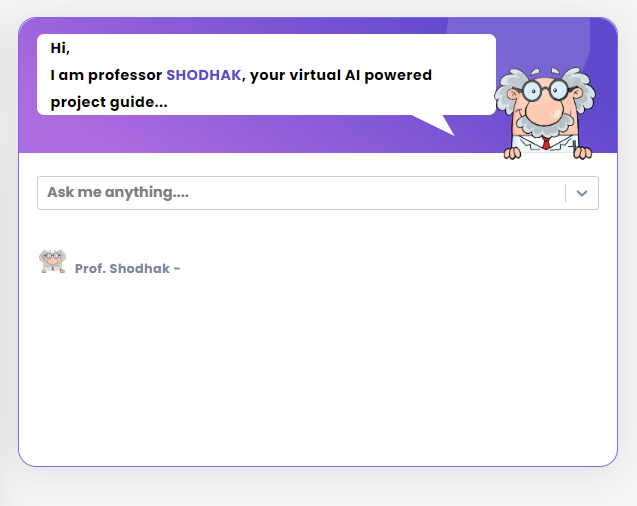 Hi,
I am professor SHODHAK, your virtual AI powered
project guide...
Ask me anything....
Prof. Shodhak -